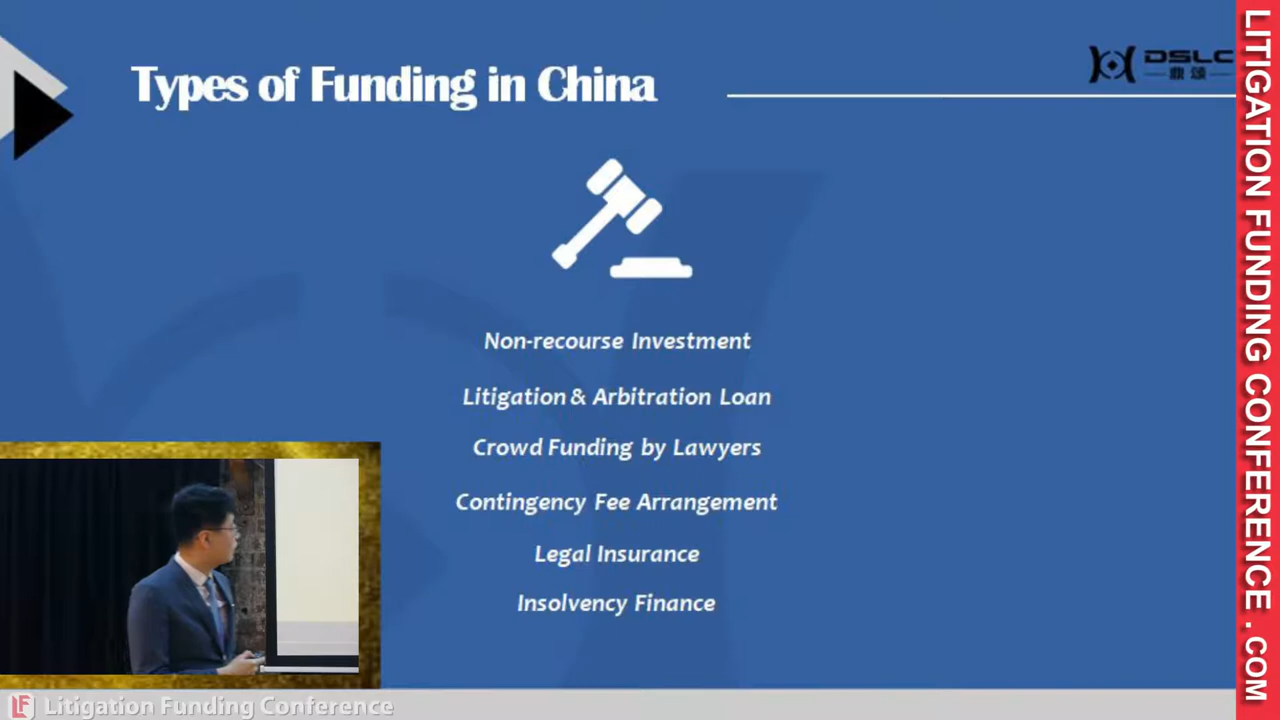 Types of Funding in China
DSLC
鼎颂
Non-recourse Investment
Litigation & Arbitration Loan
Crowd Funding by Lawyers
Contingency Fee Arrangement
Legal Insurance
Insolvency Finance
LITIGATION FUNDING CONFERENCE . COM
LF Litigation Funding Conference